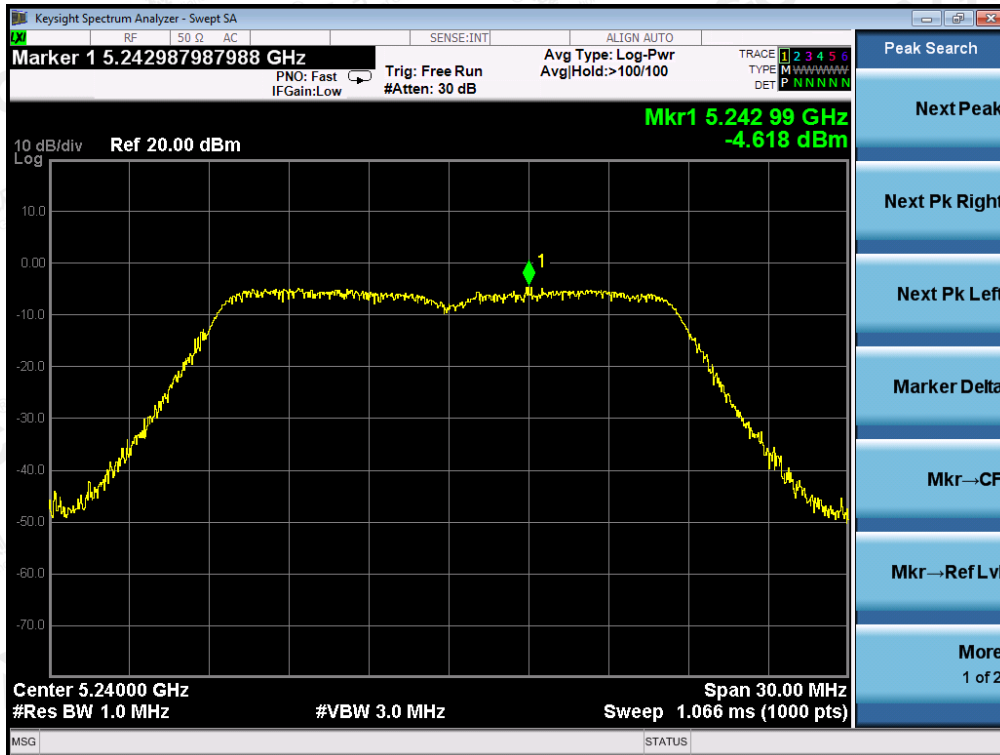 Keysight Spectrum Analyzer - Swept SA
LXI RF 50 Ω AC SENSE:INT ALIGN AUTO
Marker 1 5.242987987988 GHz
PNO: Fast
IFGain:Low
Trig: Free Run
#Atten: 30 dB
Avg Type: Log-Pwr
Avg|Hold:>100/100
TRACE 1 2 3 4 5 6
TYPE M WWWWW
DET P N N N N N
Mkr1 5.242 99 GHz
-4.618 dBm
10 dB/div Ref 20.00 dBm
Log
10.0
0.00
-10.0
-20.0
-30.0
-40.0
-50.0
-60.0
-70.0
1
Center 5.24000 GHz Span 30.00 MHz
#Res BW 1.0 MHz #VBW 3.0 MHz Sweep 1.066 ms (1000 pts)
MSG STATUS
Peak Search
Next Peak
Next Pk Right
Next Pk Left
Marker Delta
Mkr→CF
Mkr→Ref Lvl
More
1 of 2